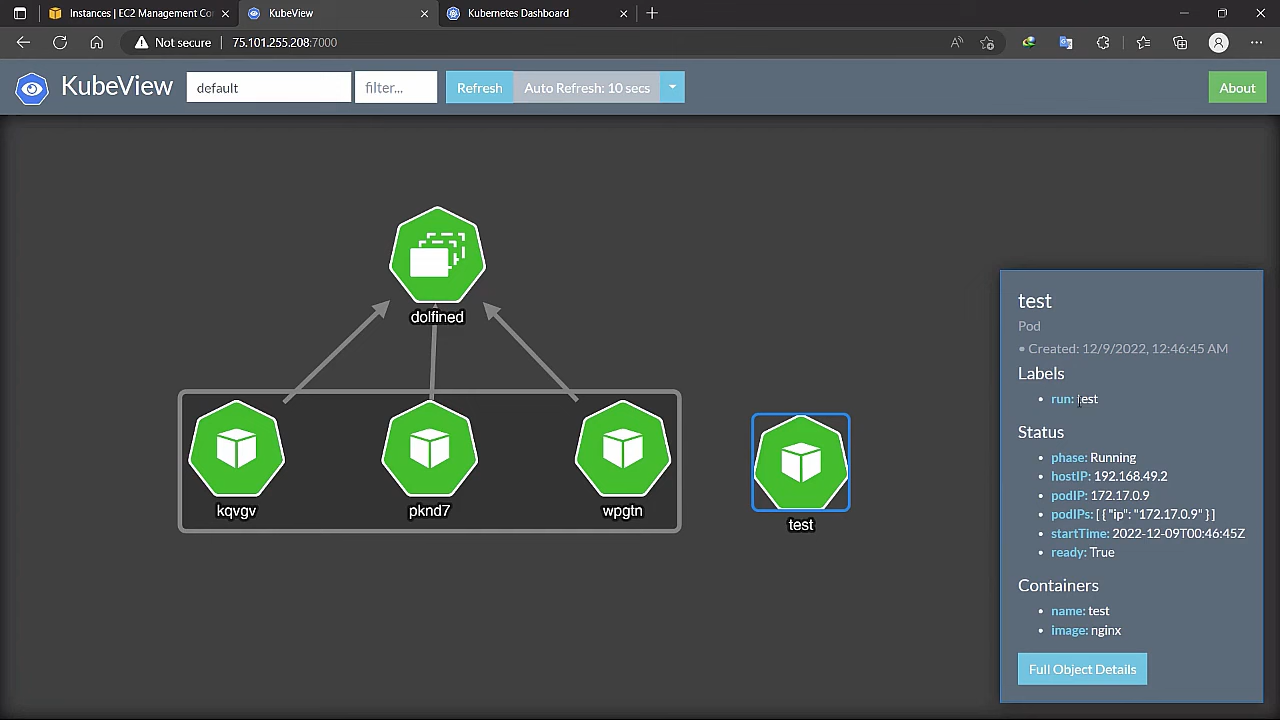 Instances | EC2 Management Co
KubeView
Kubernetes Dashboard
Not secure
75.101.255.208:7000
KubeView
default
filter...
Refresh
Auto Refresh: 10 secs
About
dolfined
kqvgv
pknd7
wpgtn
test
test
Pod
• Created: 12/9/2022, 12:46:45 AM
Labels
• run: test
Status
• phase: Running
• hostIP: 192.168.49.2
• podIP: 172.17.0.9
• podIPs: [ { "ip": "172.17.0.9" } ]
• startTime: 2022-12-09T00:46:45Z
• ready: True
Containers
• name: test
• image: nginx
Full Object Details